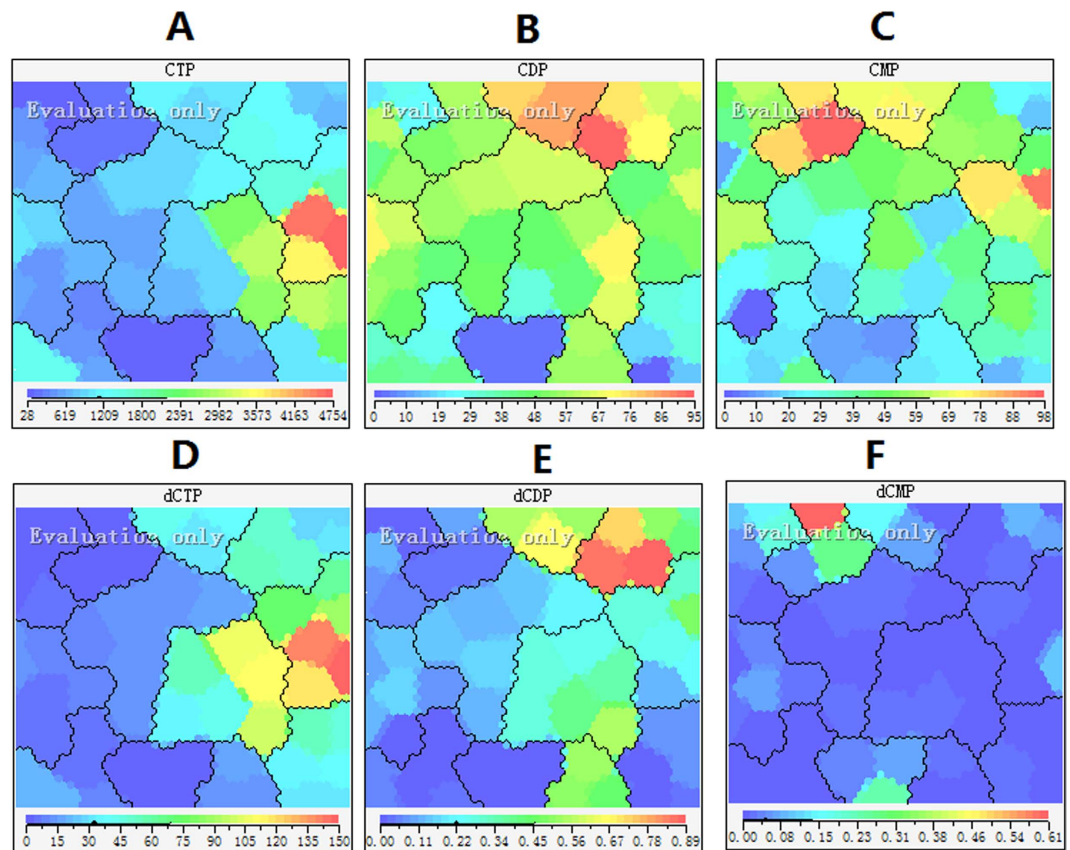 A B C
CTP CDP CMP
Evaluation only Evaluation only Evaluation only
28 619 1209 1800 2391 2982 3573 4163 4754
0 10 19 29 38 48 57 67 76 86 95
0 10 20 29 39 49 59 69 78 88 98
D E F
dCTP dCDP dCMP
Evaluation only Evaluation only Evaluation only
0 15 30 45 60 75 90 105 120 135 150
0.00 0.11 0.22 0.33 0.45 0.56 0.67 0.78 0.89
0.00 0.08 0.15 0.23 0.31 0.38 0.46 0.54 0.61